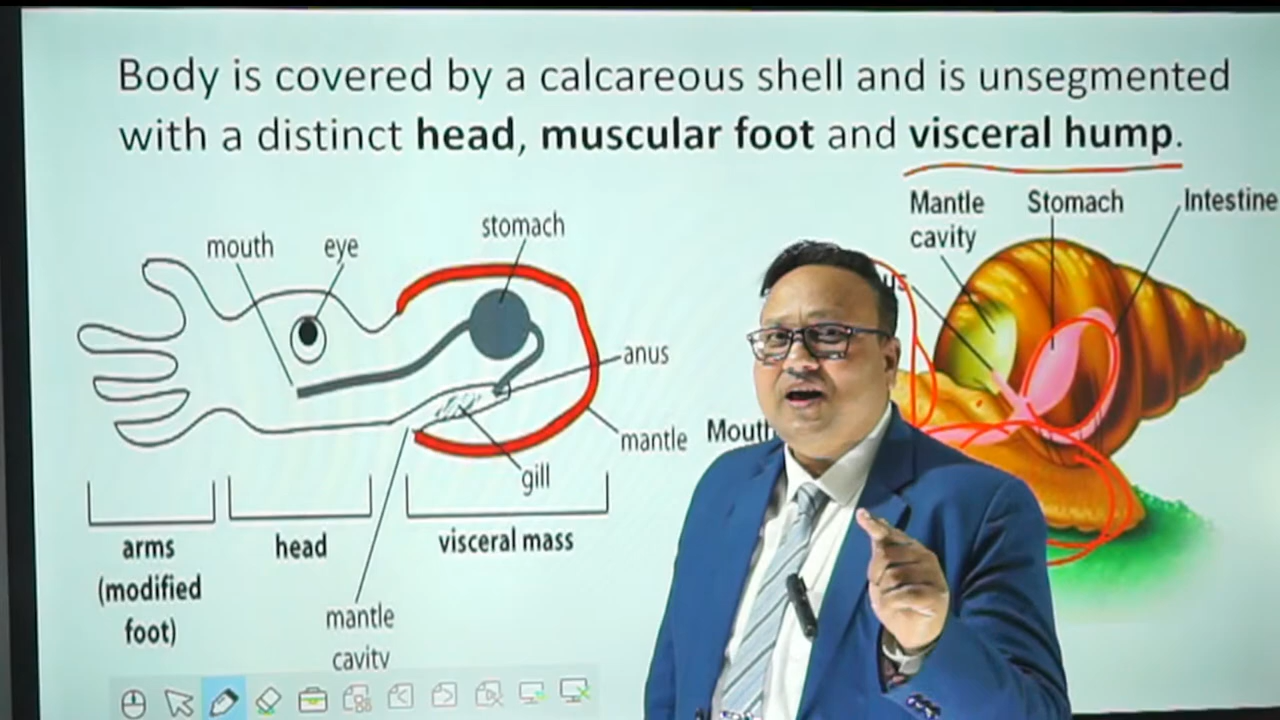 Body is covered by a calcareous shell and is unsegmented
with a distinct head, muscular foot and visceral hump.
mouth
eye
stomach
anus
mantle
gill
arms
(modified
foot)
head
visceral mass
mantle
cavity
Mantle
cavity
Stomach
Intestine
Mouth